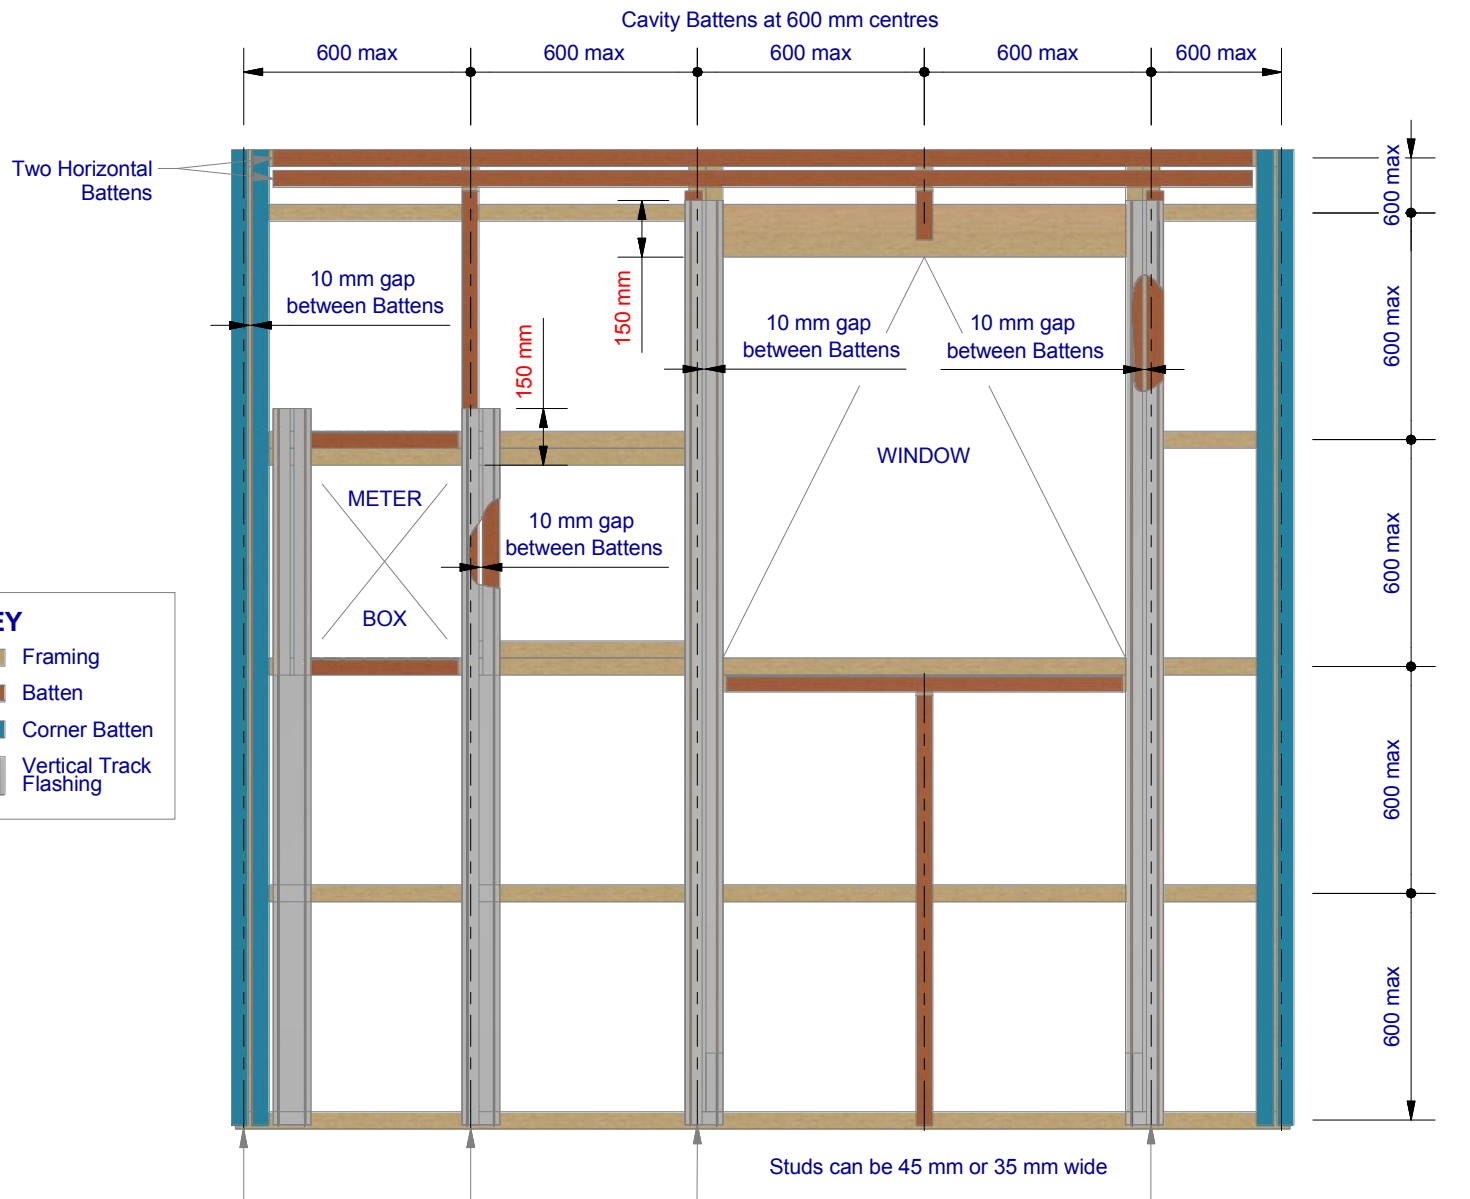 Cavity Battens at 600 mm centres
600 max
600 max
600 max
600 max
600 max
Two Horizontal
Battens
600 max
10 mm gap
between Battens
150 mm
150 mm
10 mm gap
between Battens
10 mm gap
between Battens
600 max
WINDOW
METER
BOX
10 mm gap
between Battens
600 max
EY
Framing
Batten
Corner Batten
Vertical Track
Flashing
600 max
600 max
Studs can be 45 mm or 35 mm wide